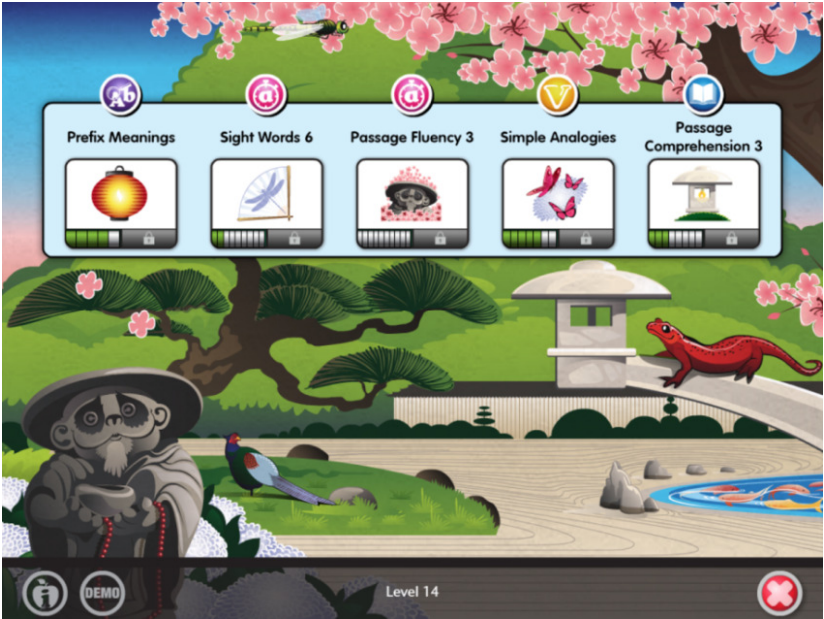 Ab
a
a
V
Prefix Meanings
Sight Words 6
Passage Fluency 3
Simple Analogies
Passage
Comprehension 3
i
DEMO
Level 14